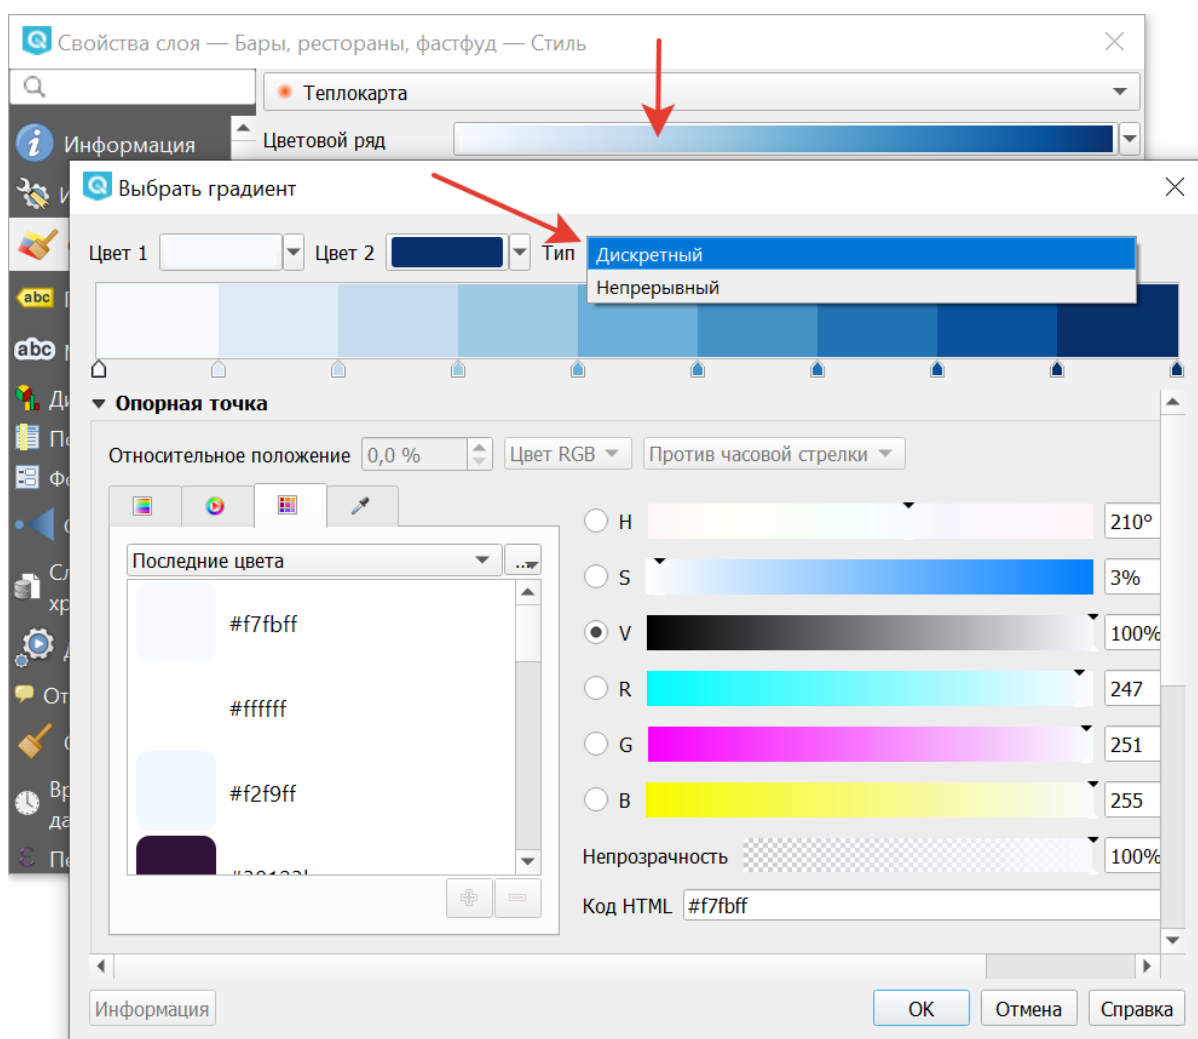 Свойства слоя — Бары, рестораны, фастфуд — Стиль
Теплокарта
Информация
Цветовой ряд
Выбрать градиент
Цвет 1
Цвет 2
Тип
Дискретный
Непрерывный
abc
abc
Опорная точка
Относительное положение
0,0 %
Цвет RGB
Против часовой стрелки
H
210°
Последние цвета
...
S
3%
#f7fbff
V
100%
R
247
#ffffff
G
251
#f2f9ff
B
255
Непрозрачность
100%
Код HTML
#f7fbff
Информация
OK
Отмена
Справка